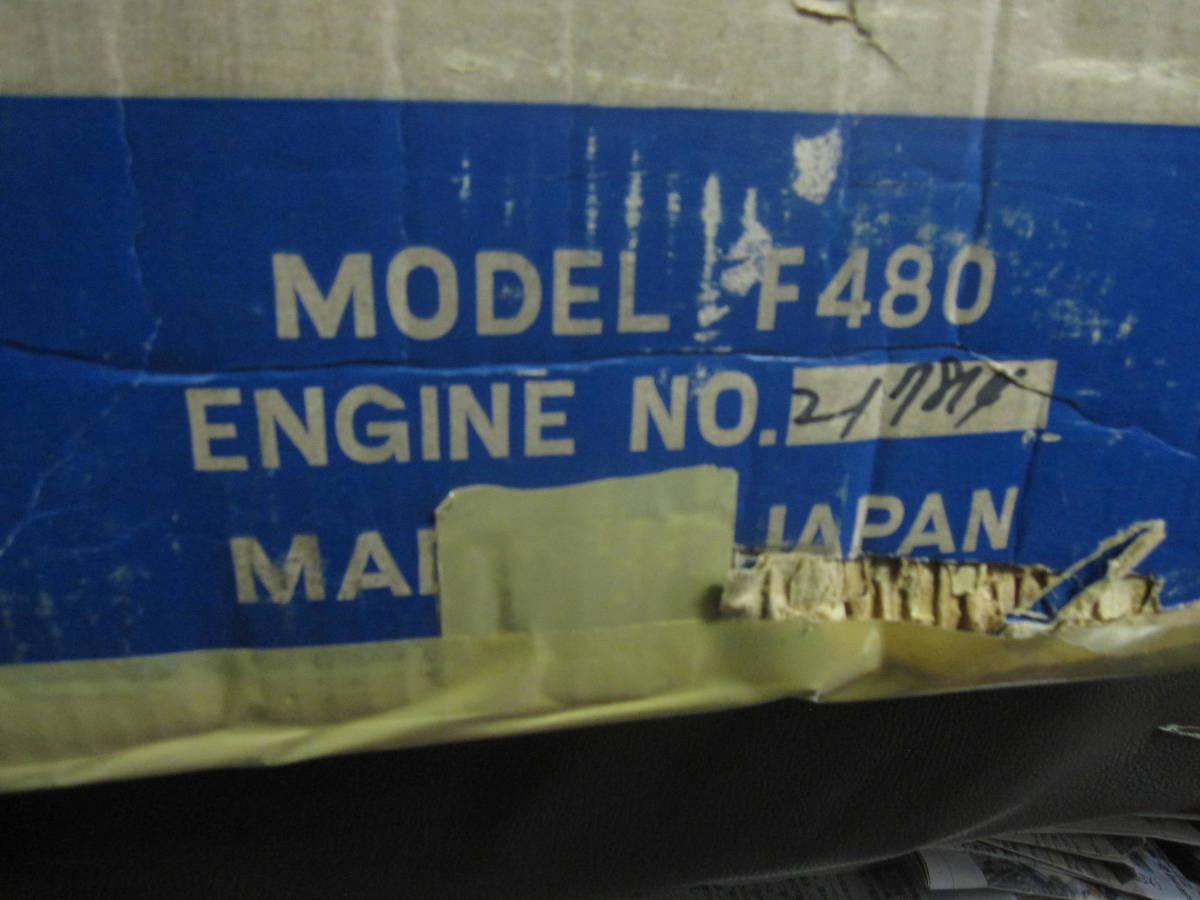 MODEL F480
ENGINE NO.
MA JAPAN